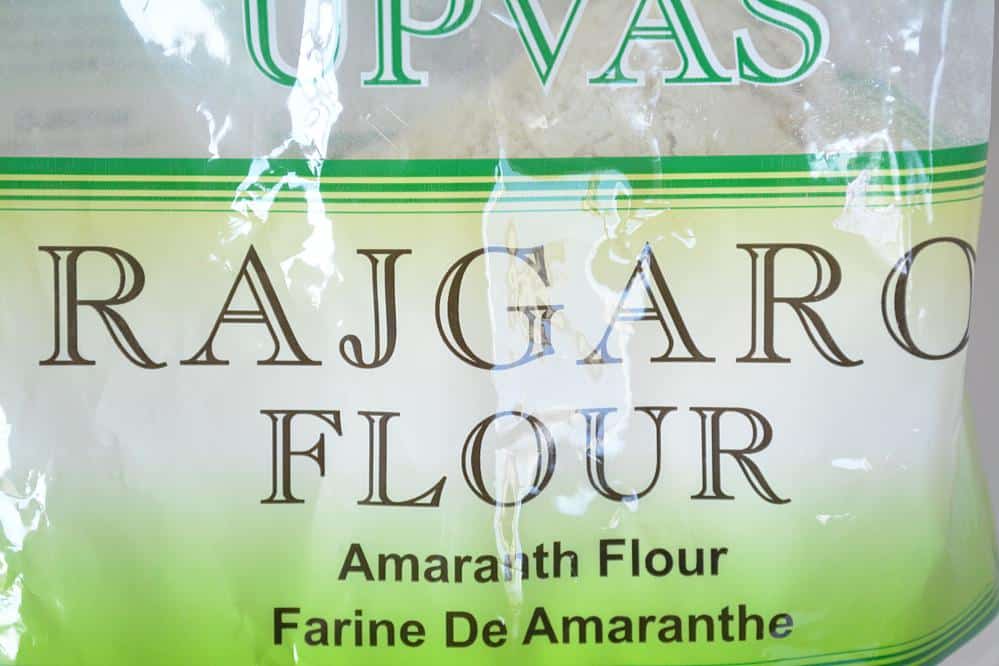 UPVAS
RAJGARO
FLOUR
Amaranth Flour
Farine De Amaranthe